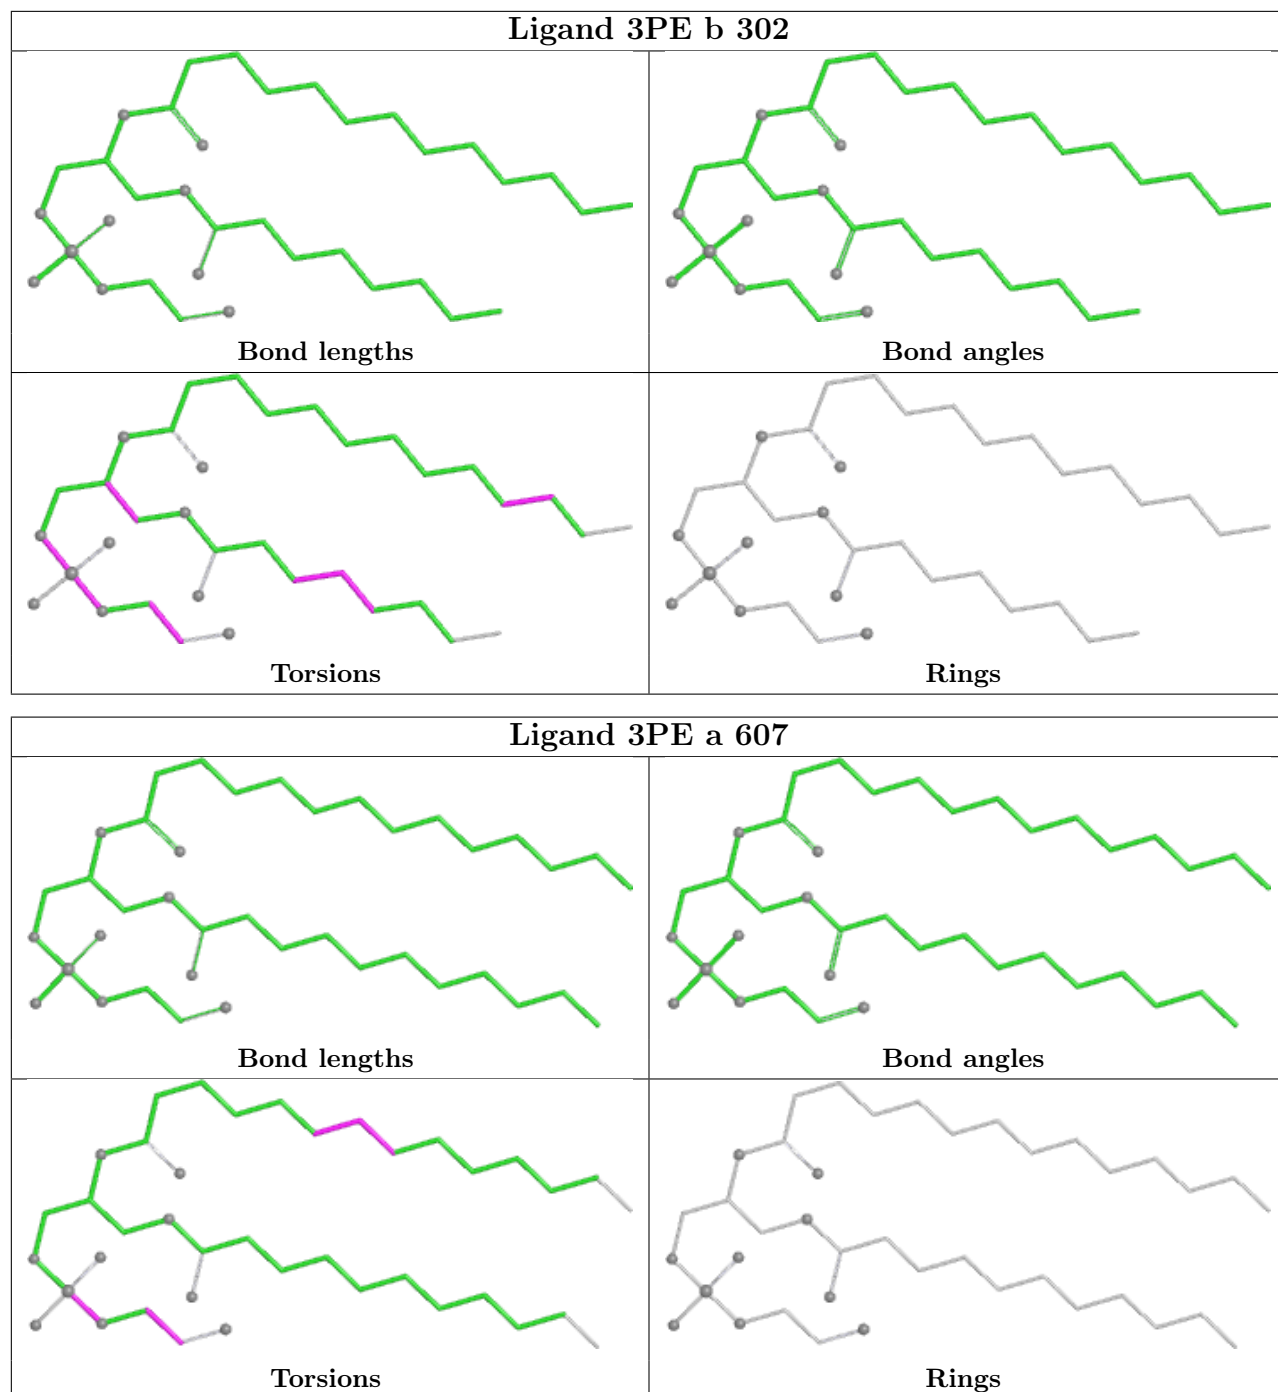 Ligand 3PE b 302
Bond lengths
Bond angles
Torsions
Rings
Ligand 3PE a 607
Bond lengths
Bond angles
Torsions
Rings